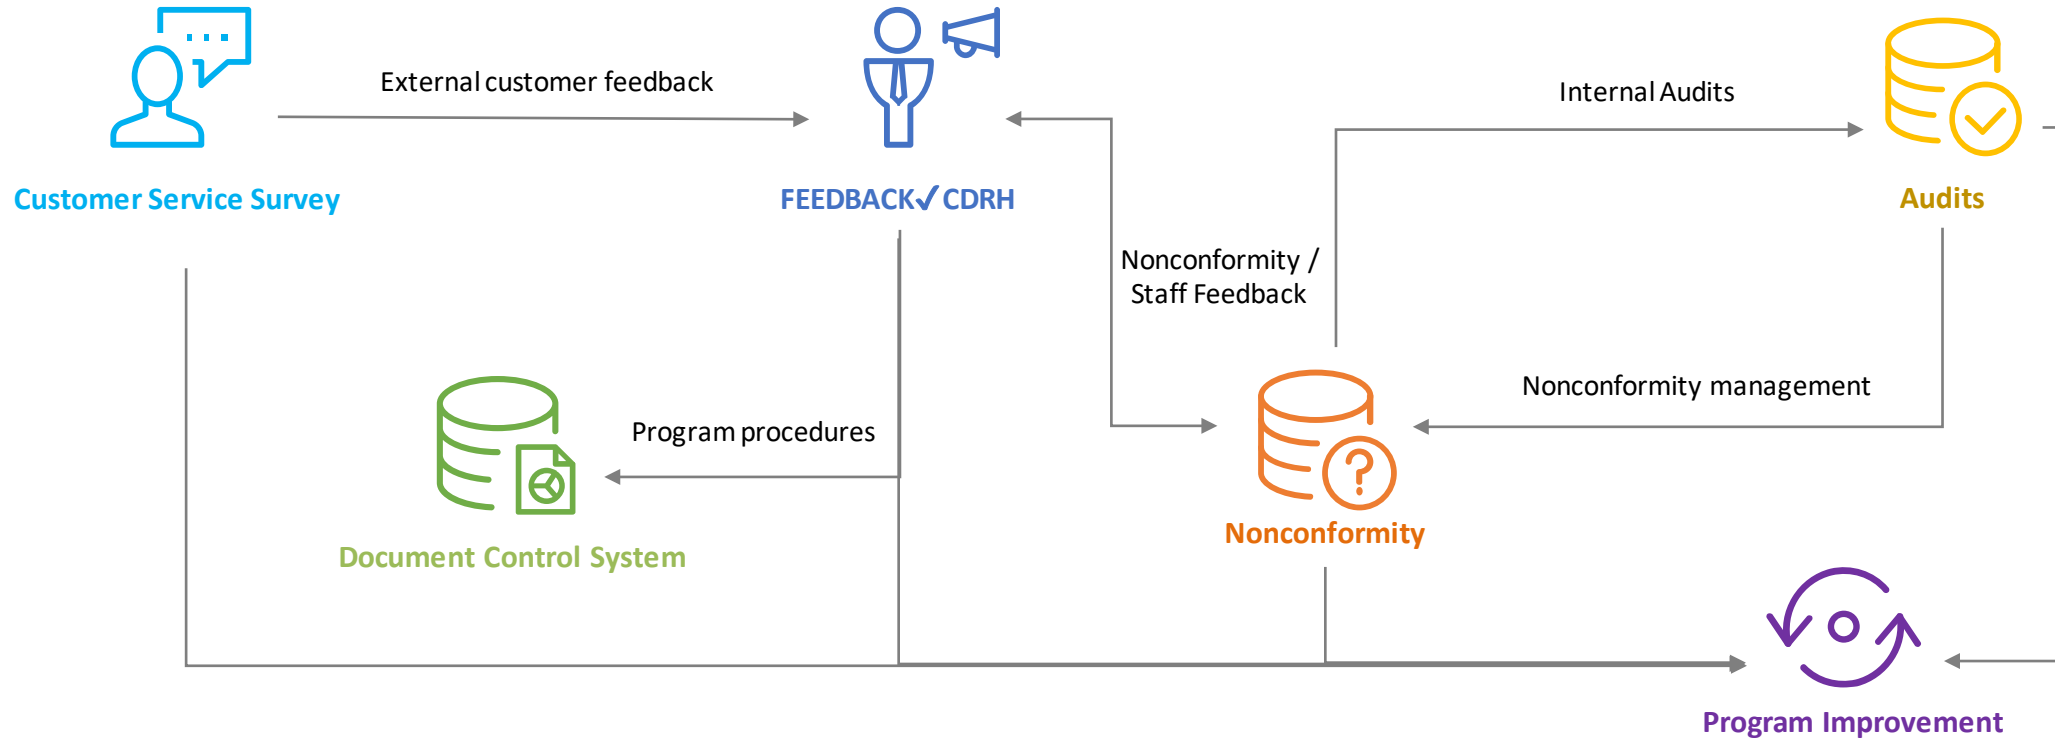 External customer feedback
Internal Audits
Customer Service Survey
FEEDBACK✓CDRH
Audits
Nonconformity /
Staff Feedback
Nonconformity management
Program procedures
Nonconformity
Document Control System
Program Improvement